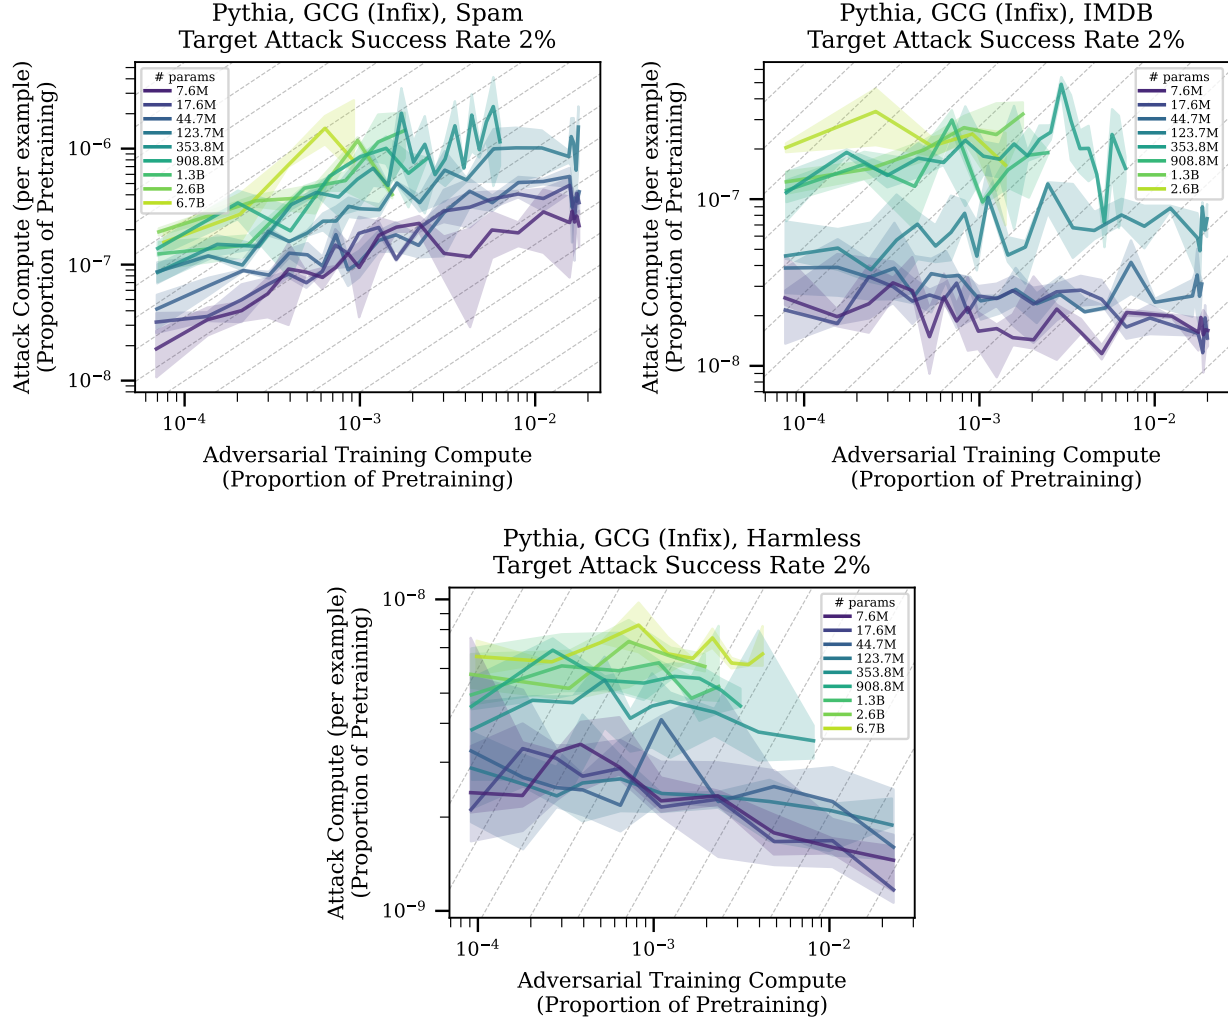 Pythia, GCG (Infix), Spam
Target Attack Success Rate 2%
Attack Compute (per example)
(Proportion of Pretraining)
10⁻⁶
10⁻⁷
10⁻⁸
# params
7.6M
17.6M
44.7M
123.7M
353.8M
908.8M
1.3B
2.6B
6.7B
10⁻⁴
10⁻³
10⁻²
Adversarial Training Compute
(Proportion of Pretraining)
Pythia, GCG (Infix), IMDB
Target Attack Success Rate 2%
Attack Compute (per example)
(Proportion of Pretraining)
10⁻⁷
10⁻⁸
# params
7.6M
17.6M
44.7M
123.7M
353.8M
908.8M
1.3B
2.6B
10⁻⁴
10⁻³
10⁻²
Adversarial Training Compute
(Proportion of Pretraining)
Pythia, GCG (Infix), Harmless
Target Attack Success Rate 2%
Attack Compute (per example)
(Proportion of Pretraining)
10⁻⁸
10⁻⁹
# params
7.6M
17.6M
44.7M
123.7M
353.8M
908.8M
1.3B
2.6B
6.7B
10⁻⁴
10⁻³
10⁻²
Adversarial Training Compute
(Proportion of Pretraining)